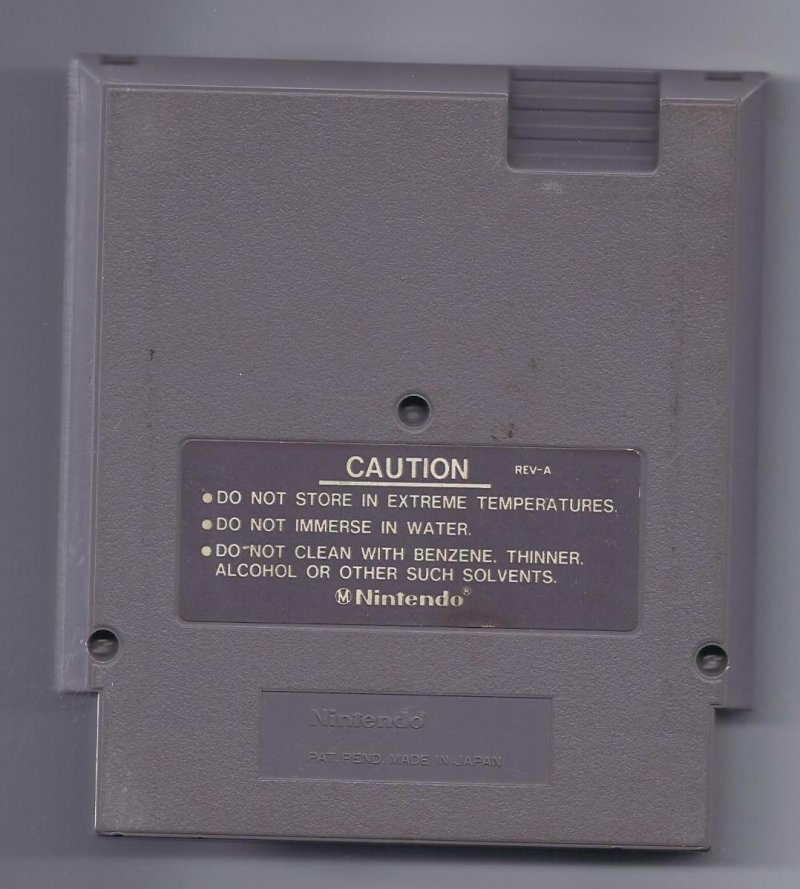 CAUTION REV-A
• DO NOT STORE IN EXTREME TEMPERATURES.
• DO NOT IMMERSE IN WATER.
• DO NOT CLEAN WITH BENZENE, THINNER,
ALCOHOL OR OTHER SUCH SOLVENTS.
Ⓜ Nintendo®
Nintendo®
PAT. PEND. MADE IN JAPAN